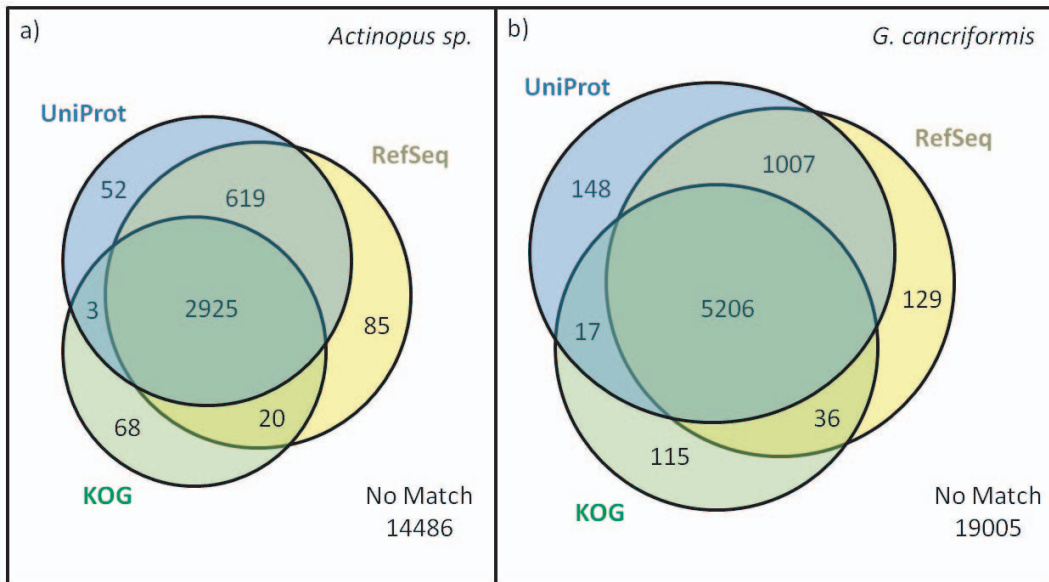 a)
Actinopus sp.
UniProt
RefSeq
52
619
3
2925
85
68
20
KOG
No Match
14486
b)
G. cancriformis
UniProt
RefSeq
148
1007
17
5206
129
36
115
KOG
No Match
19005